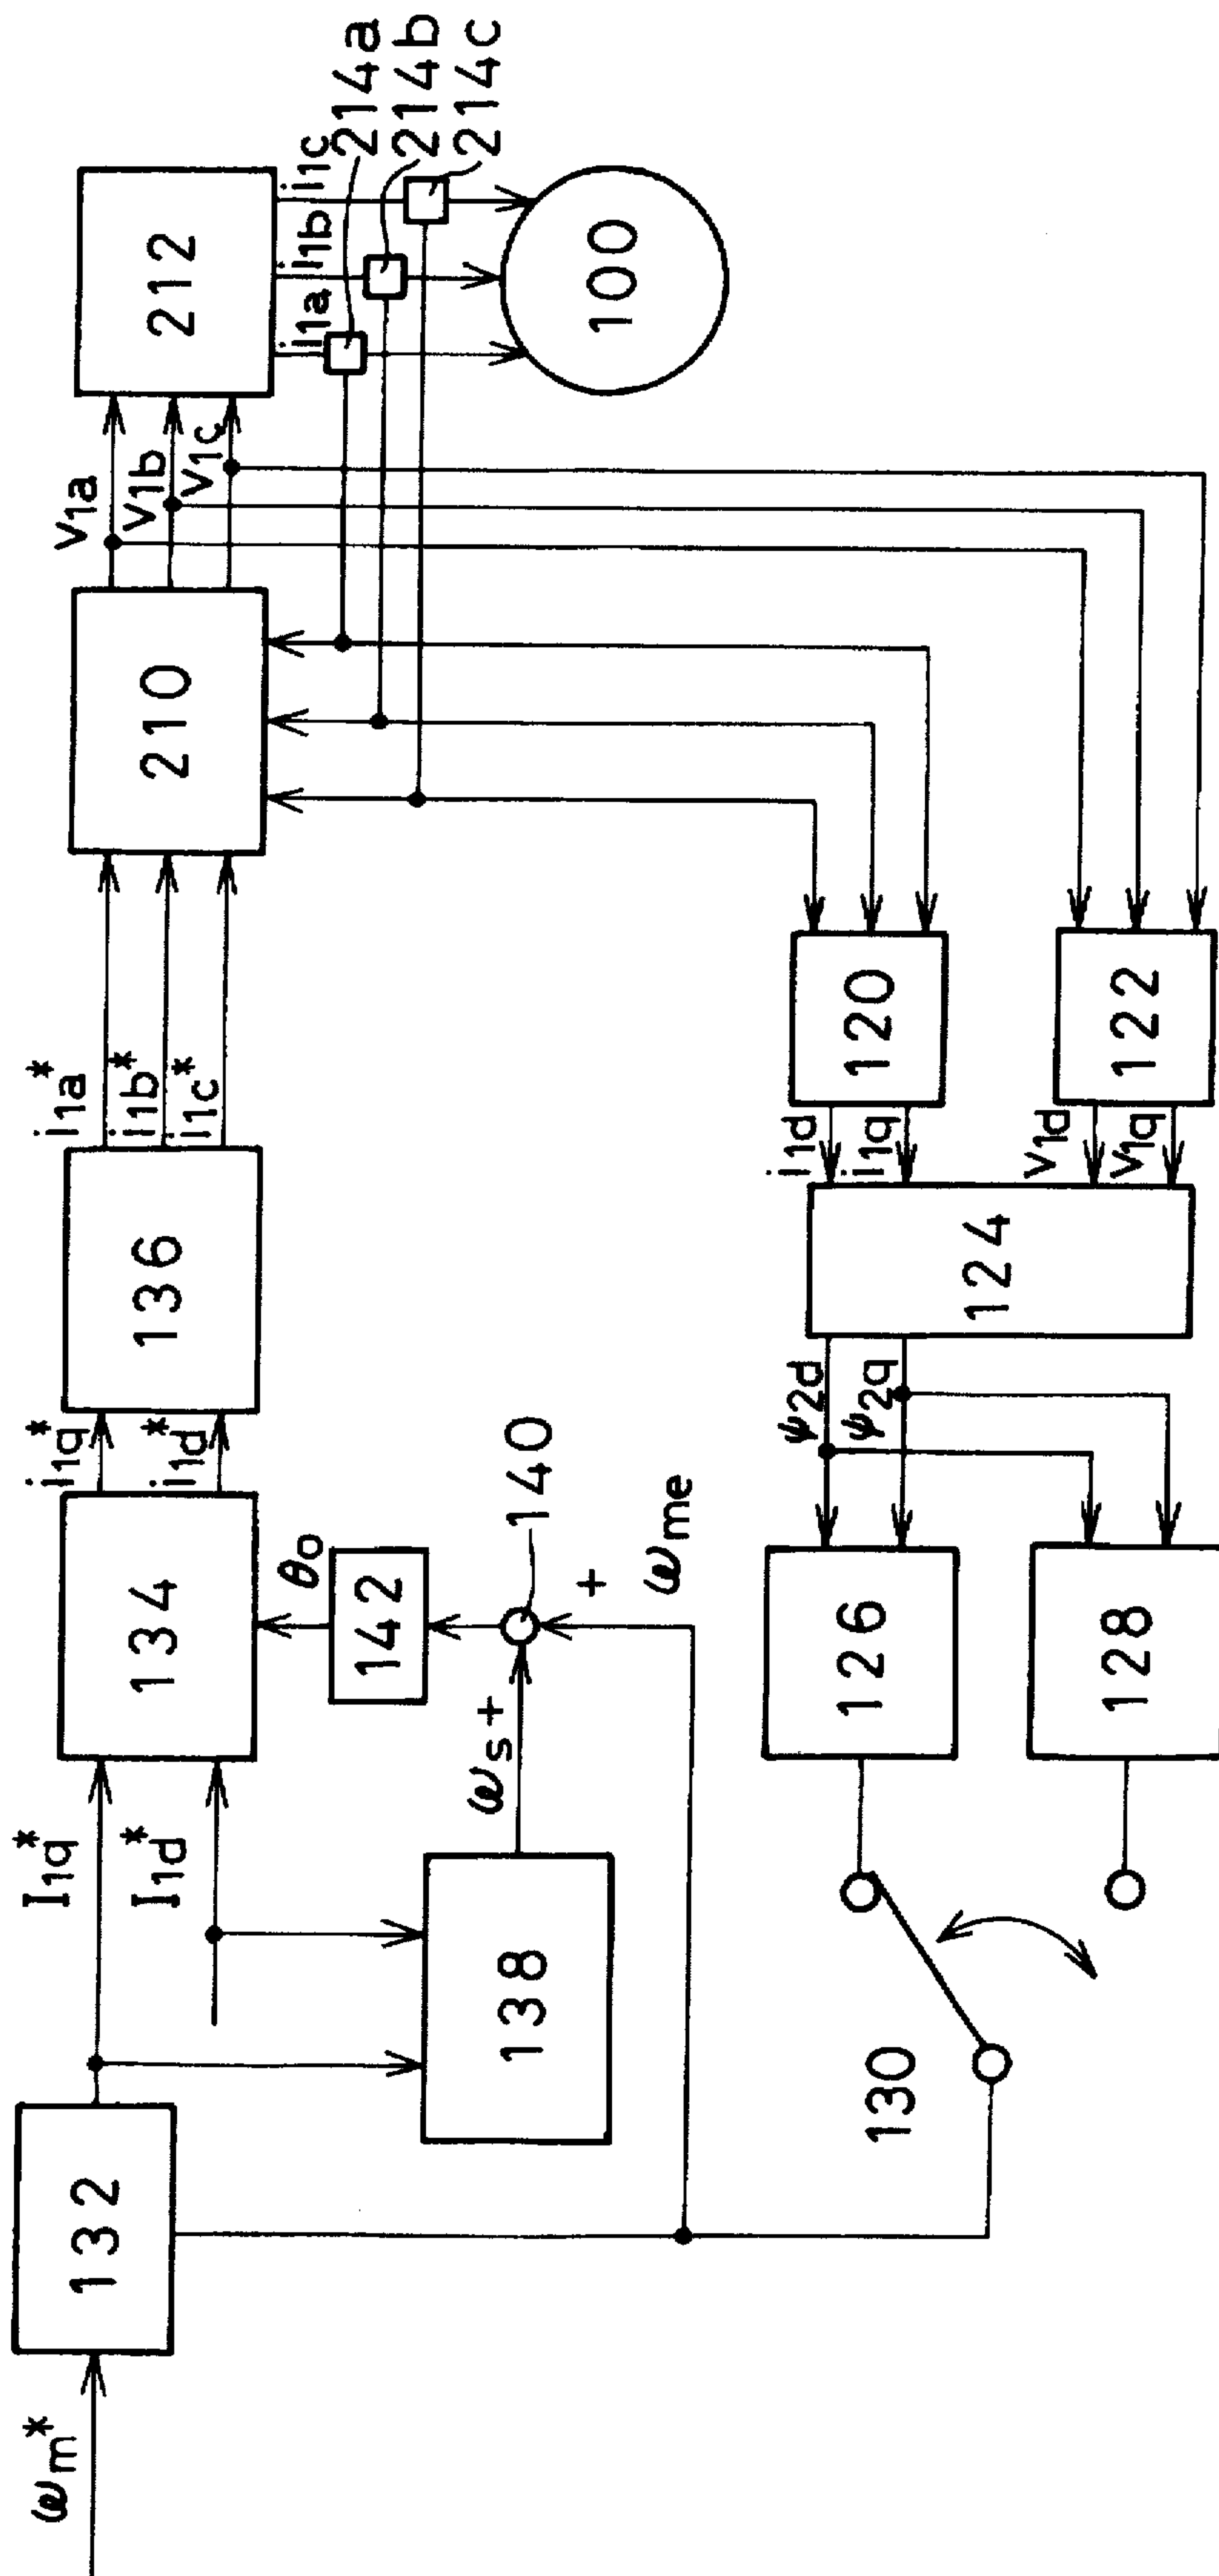 ωm*
132
I1q*
I1d*
134
i1q*
i1d*
136
i1a*
i1b*
i1c*
210
v1a
v1b
v1c
212
i1a
i1b
i1c
214a
214b
214c
100
138
ωs +
140
142
θo
+
ωme
130
126
128
ψ2d
ψ2q
124
i1d
i1q
v1d
v1q
120
122